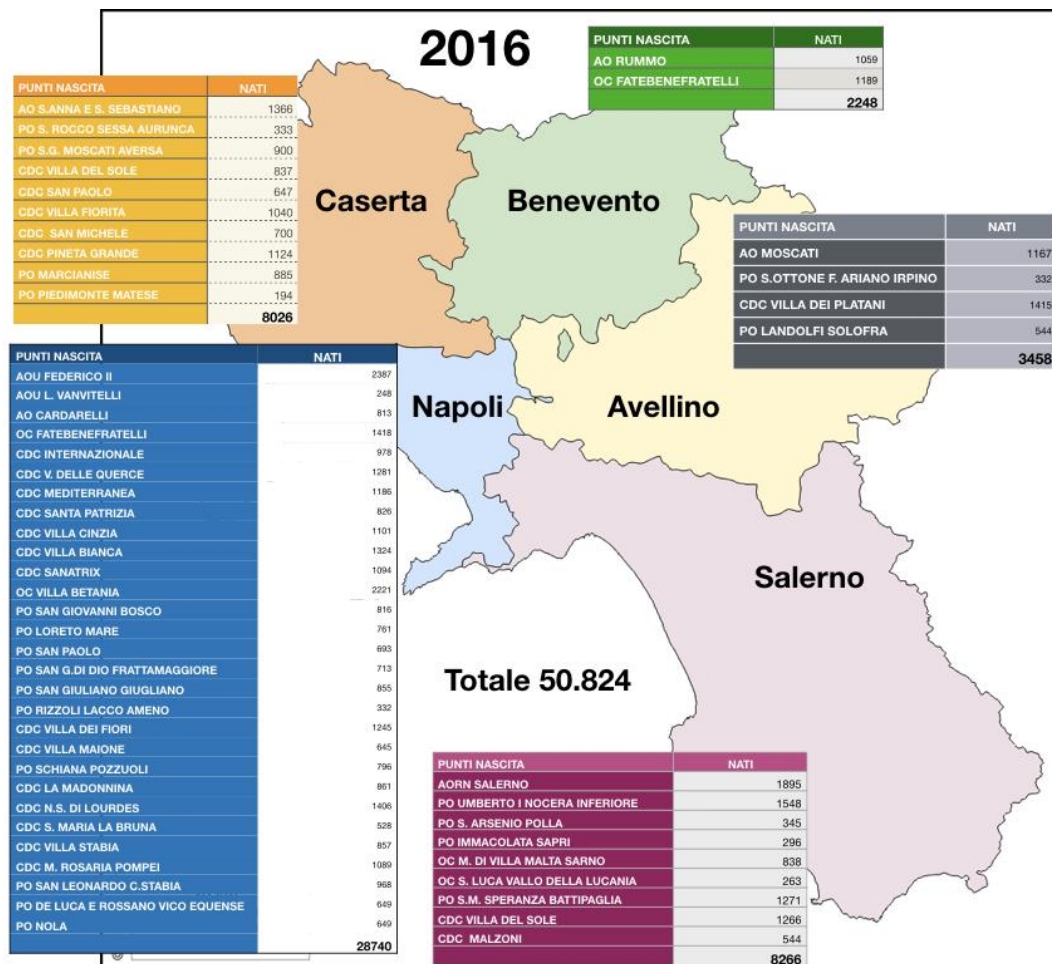 2016
PUNTI NASCITA NATI
AO RUMMO 1059
OC FATEBENEFRATELLI 1189
2248
PUNTI NASCITA NATI
AO S.ANNA E S. SEBASTIANO 1366
PO S. ROCCO SESSA AURUNCA 333
PO S.G. MOSCATI AVERSA 900
CDC VILLA DEL SOLE 837
CDC SAN PAOLO 647
CDC VILLA FIORITA 1040
CDC SAN MICHELE 700
CDC PINETA GRANDE 1124
PO MARCIANISE 885
PO PIEDIMONTE MATESE 194
8026
Caserta
Benevento
PUNTI NASCITA NATI
AO MOSCATI 1167
PO S.OTTONE F. ARIANO IRPINO 332
CDC VILLA DEI PLATANI 1415
PO LANDOLFI SOLOFRA 544
3458
PUNTI NASCITA NATI
AOU FEDERICO II 2387
AOU L. VANVITELLI 248
AO CARDARELLI 813
OC FATEBENEFRATELLI 1418
CDC INTERNAZIONALE 978
CDC V. DELLE QUERCE 1281
CDC MEDITERRANEA 1186
CDC SANTA PATRIZIA 826
CDC VILLA CINZIA 1101
CDC VILLA BIANCA 1324
CDC SANATRIX 1094
OC VILLA BETANIA 2221
PO SAN GIOVANNI BOSCO 816
PO LORETO MARE 761
PO SAN PAOLO 693
PO SAN G.DI DIO FRATTAMAGGIORE 713
PO SAN GIULIANO GIUGLIANO 855
PO RIZZOLI LACCO AMENO 332
CDC VILLA DEI FIORI 1245
CDC VILLA MAIONE 645
PO SCHIANA POZZUOLI 796
CDC LA MADONNINA 861
CDC N.S. DI LOURDES 1406
CDC S. MARIA LA BRUNA 528
CDC VILLA STABIA 857
CDC M. ROSARIA POMPEI 1089
PO SAN LEONARDO C.STABIA 968
PO DE LUCA E ROSSANO VICO EQUENSE 649
PO NOLA 649
28740
Napoli
Avellino
Salerno
Totale 50.824
PUNTI NASCITA NATI
AORN SALERNO 1895
PO UMBERTO I NOCERA INFERIORE 1548
PO S. ARSENIO POLLA 345
PO IMMACOLATA SAPRI 296
OC M. DI VILLA MALTA SARNO 838
OC S. LUCA VALLO DELLA LUCANIA 263
PO S.M. SPERANZA BATTIPAGLIA 1271
CDC VILLA DEL SOLE 1266
CDC MALZONI 544
8266